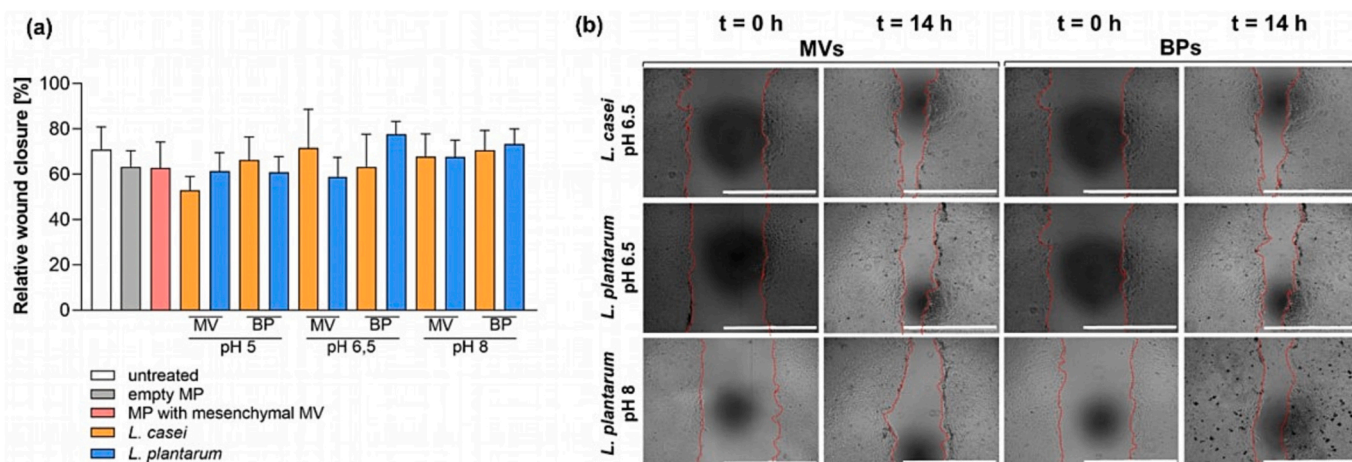 (a)
Relative wound closure [%]
100
80
60
40
20
0
MV BP MV BP MV BP
pH 5 pH 6,5 pH 8
untreated
empty MP
MP with mesenchymal MV
L. casei
L. plantarum
(b)
t = 0 h t = 14 h t = 0 h t = 14 h
MVs BPs
L. casei
pH 6.5
L. plantarum
pH 6.5
L. plantarum
pH 8